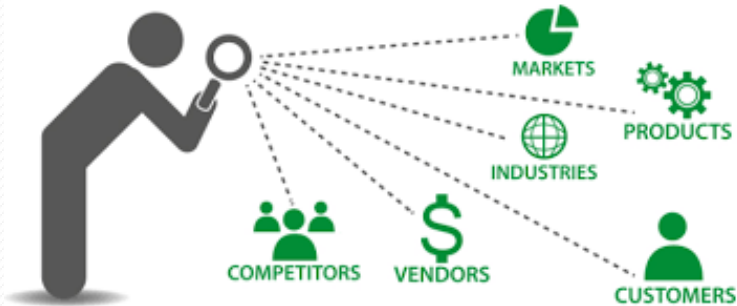 MARKETS
PRODUCTS
INDUSTRIES
COMPETITORS
VENDORS
CUSTOMERS